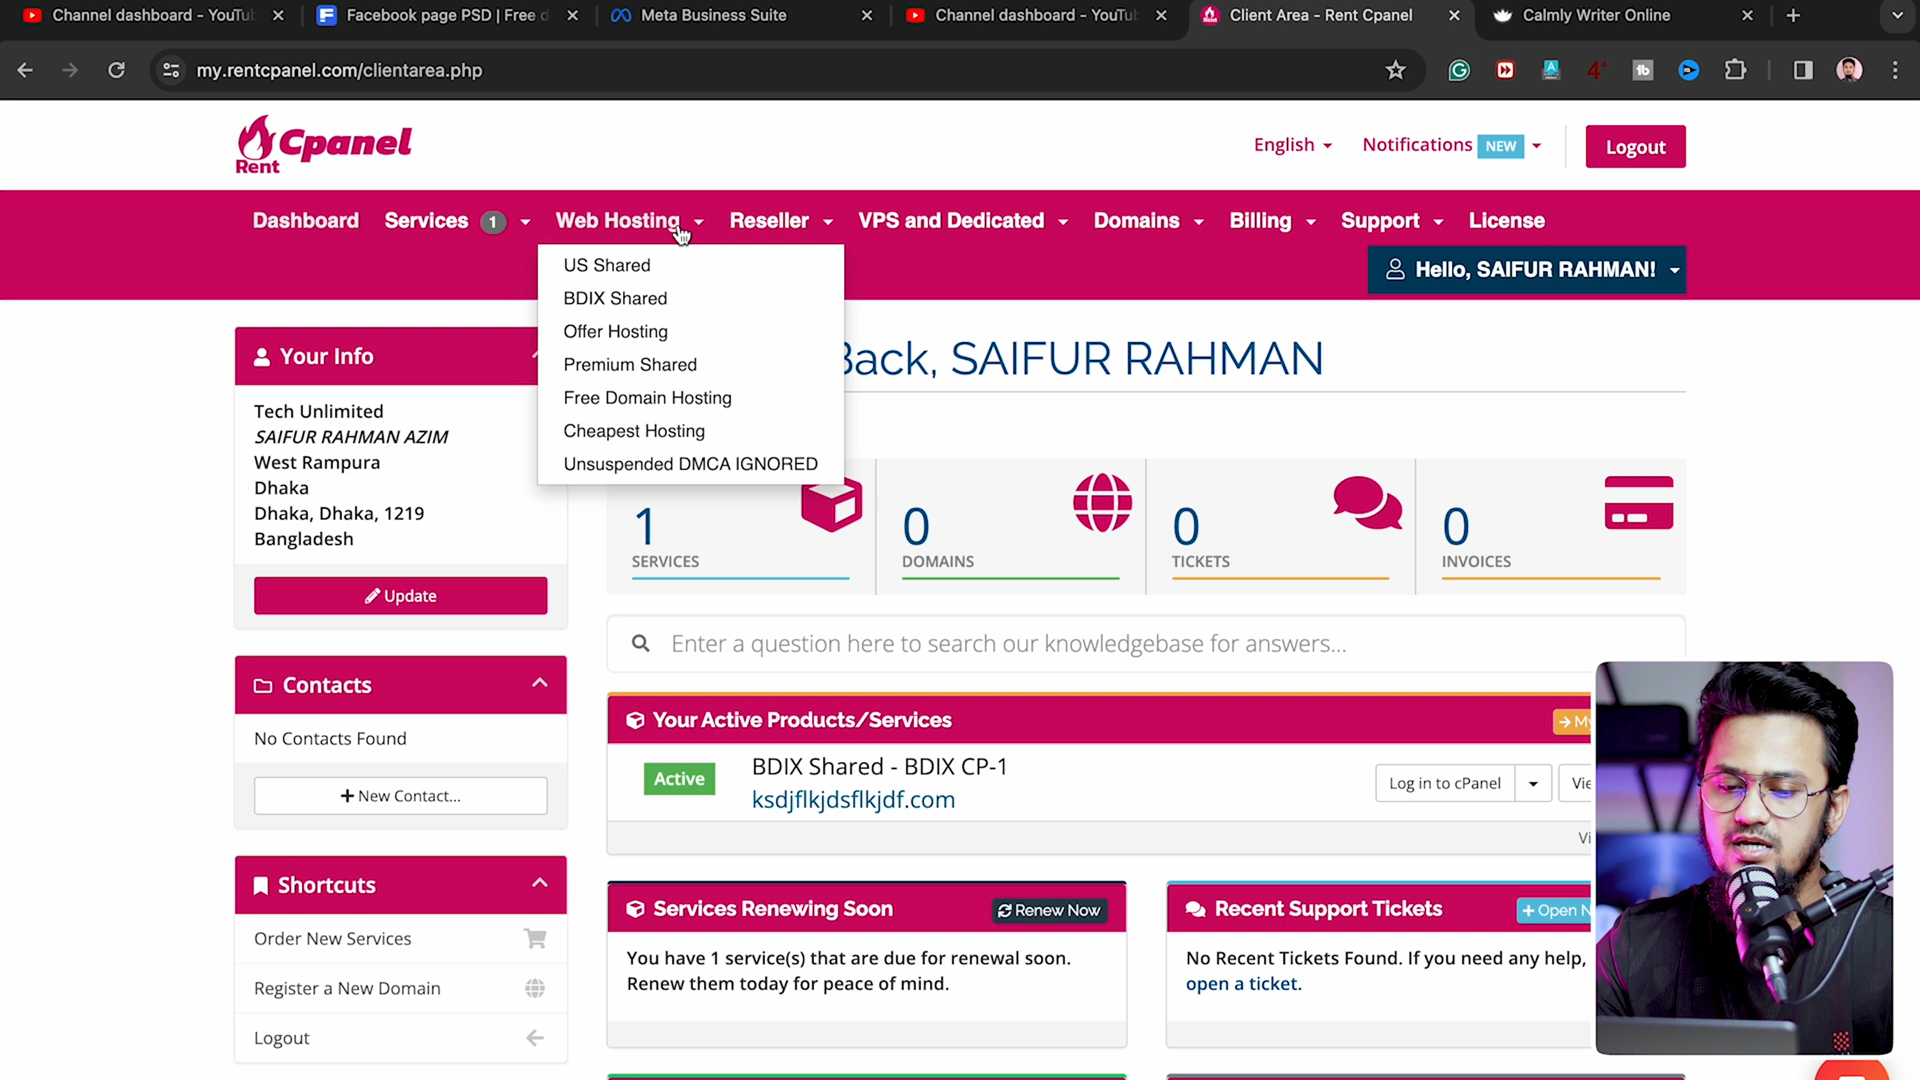 Channel dashboard - YouTu
Facebook page PSD | Free d
Meta Business Suite
Channel dashboard - YouTu
Client Area - Rent Cpanel
Calmly Writer Online
my.rentcpanel.com/clientarea.php
Cpanel
Rent
English
Notifications NEW
Logout
Dashboard
Services 1
Web Hosting
Reseller
VPS and Dedicated
Domains
Billing
Support
License
Hello, SAIFUR RAHMAN!
US Shared
BDIX Shared
Offer Hosting
Premium Shared
Free Domain Hosting
Cheapest Hosting
Unsuspended DMCA IGNORED
Back, SAIFUR RAHMAN
Your Info
Tech Unlimited
SAIFUR RAHMAN AZIM
West Rampura
Dhaka
Dhaka, Dhaka, 1219
Bangladesh
Update
Contacts
No Contacts Found
New Contact...
Shortcuts
Order New Services
Register a New Domain
Logout
1
SERVICES
0
DOMAINS
0
TICKETS
0
INVOICES
Enter a question here to search our knowledgebase for answers...
Your Active Products/Services
My
Active
BDIX Shared - BDIX CP-1
ksdjflkjdsflkjdf.com
Log in to cPanel
Vie
Vi
Services Renewing Soon
Renew Now
You have 1 service(s) that are due for renewal soon.
Renew them today for peace of mind.
Recent Support Tickets
Open N
No Recent Tickets Found. If you need any help,
open a ticket.